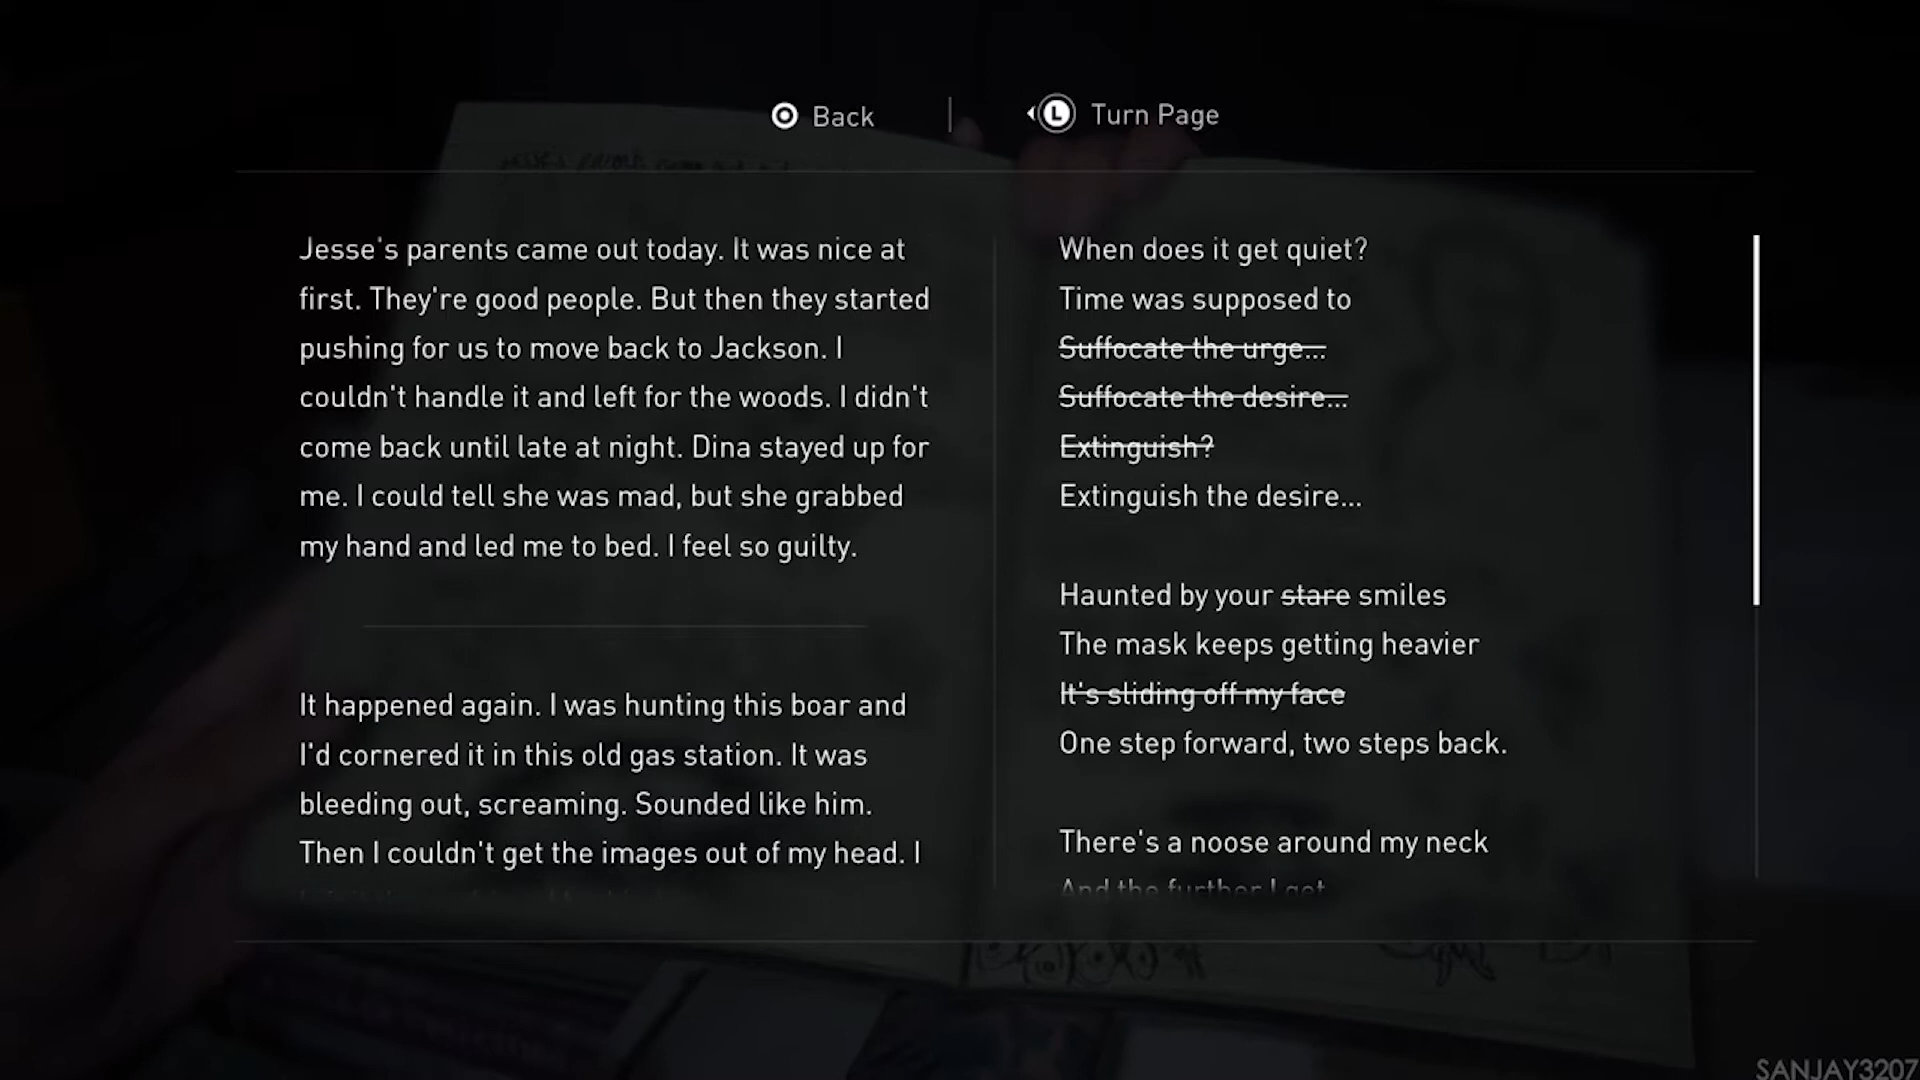 Back
L Turn Page
Jesse's parents came out today. It was nice at
first. They're good people. But then they started
pushing for us to move back to Jackson. I
couldn't handle it and left for the woods. I didn't
come back until late at night. Dina stayed up for
me. I could tell she was mad, but she grabbed
my hand and led me to bed. I feel so guilty.
It happened again. I was hunting this boar and
I'd cornered it in this old gas station. It was
bleeding out, screaming. Sounded like him.
Then I couldn't get the images out of my head. I
When does it get quiet?
Time was supposed to
Suffocate the urge...
Suffocate the desire...
Extinguish?
Extinguish the desire...
Haunted by your stare smiles
The mask keeps getting heavier
It's sliding off my face
One step forward, two steps back.
There's a noose around my neck
And the further I get
SANJAY3207